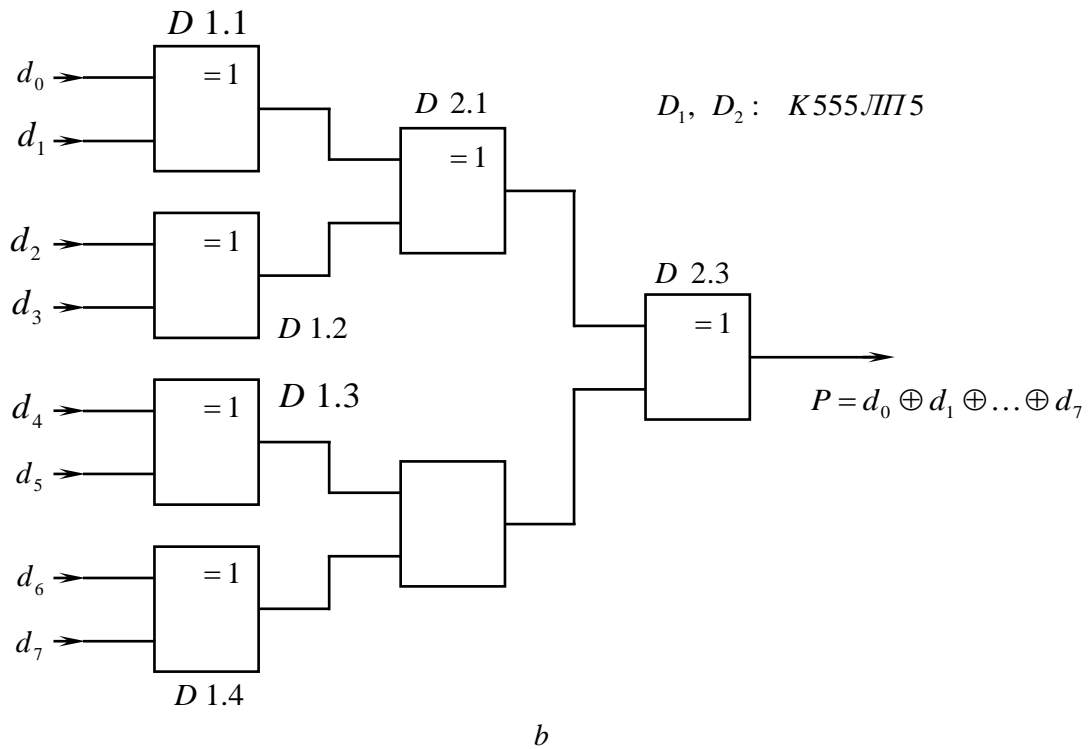 D 1.1
d₀
= 1
d₁
D 2.1
= 1
D₁, D₂ : К555ЛП5
d₂
= 1
d₃
D 1.2
D 2.3
= 1
P = d₀ ⊕ d₁ ⊕ … ⊕ d₇
d₄
= 1
D 1.3
d₅
d₆
= 1
d₇
D 1.4
b